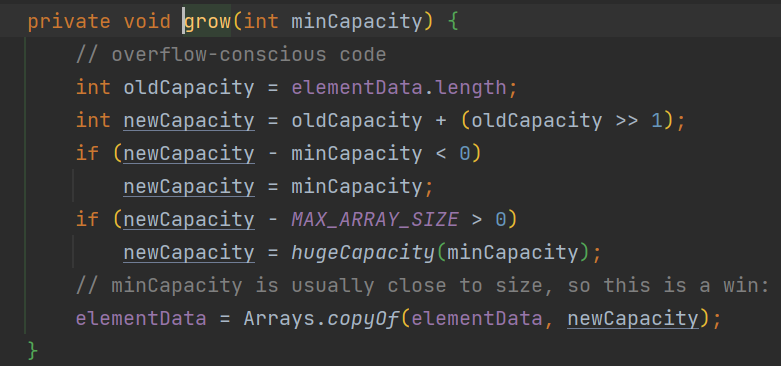 private void grow(int minCapacity) {
    // overflow-conscious code
    int oldCapacity = elementData.length;
    int newCapacity = oldCapacity + (oldCapacity >> 1);
    if (newCapacity - minCapacity < 0)
        newCapacity = minCapacity;
    if (newCapacity - MAX_ARRAY_SIZE > 0)
        newCapacity = hugeCapacity(minCapacity);
    // minCapacity is usually close to size, so this is a win:
    elementData = Arrays.copyOf(elementData, newCapacity);
}